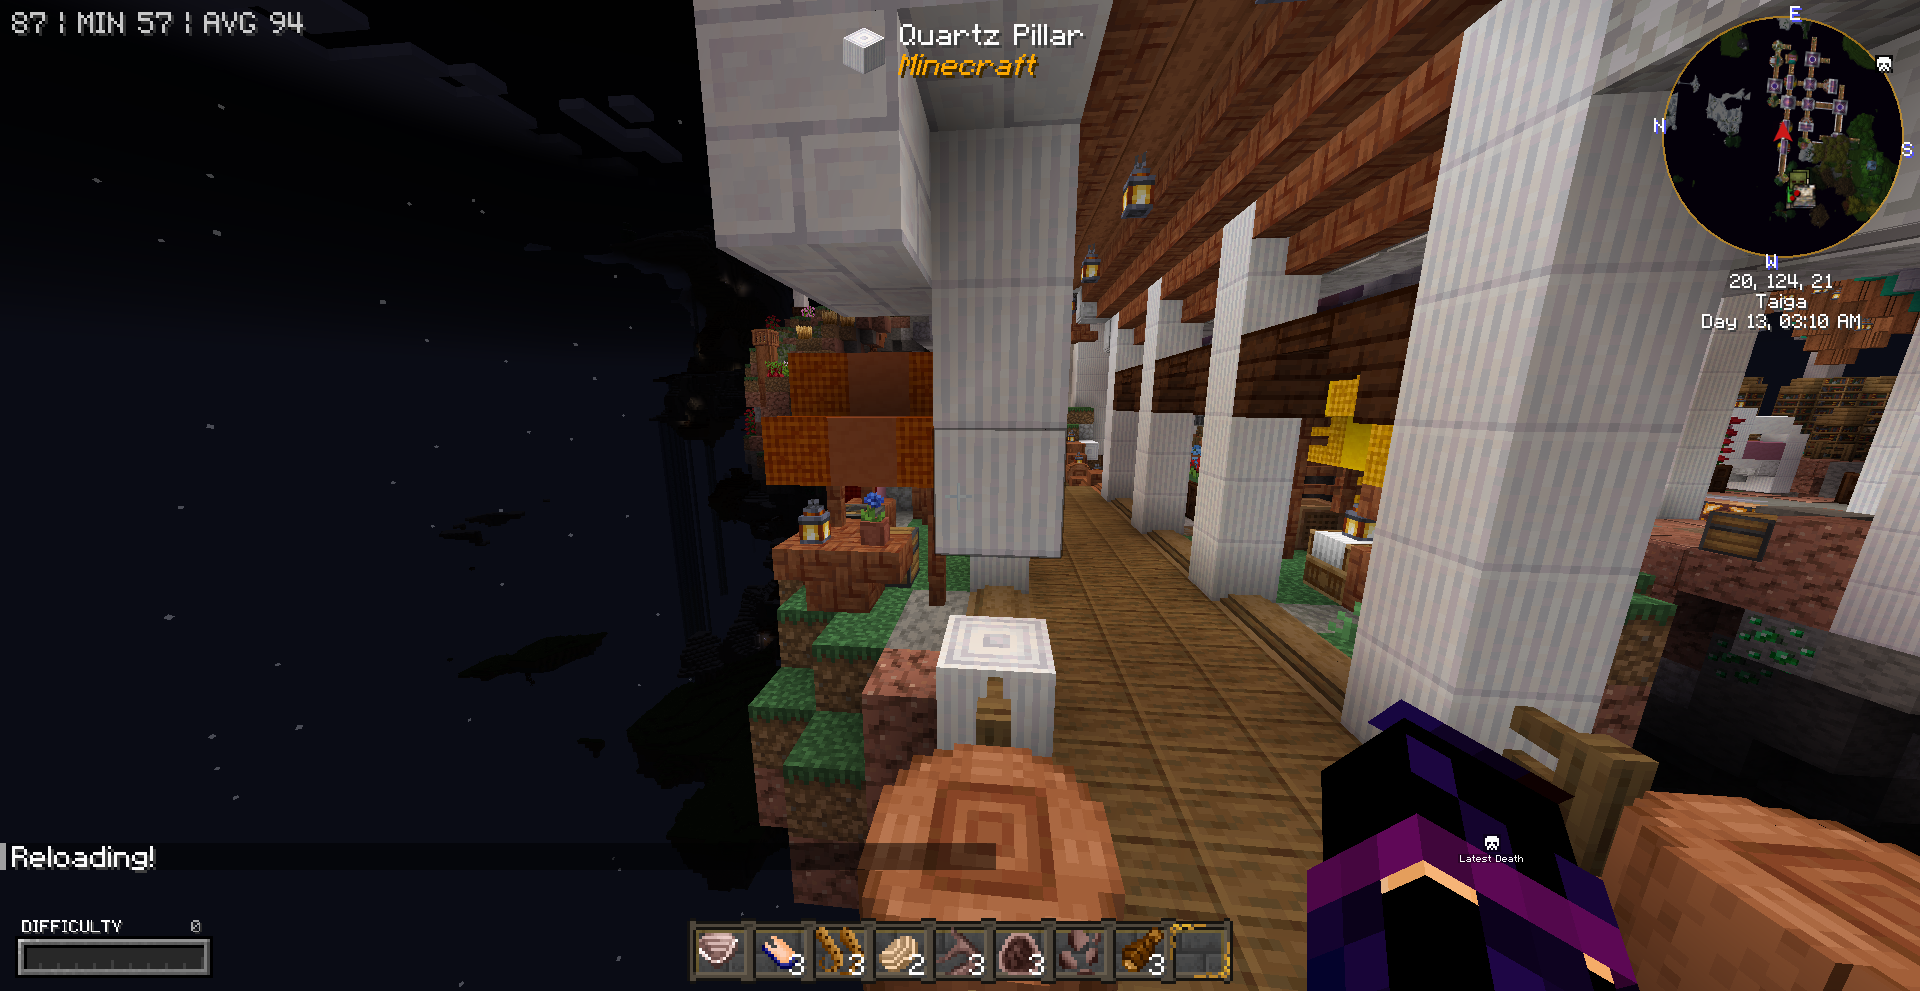 87 | MIN 57 | AVG 94
Quartz Pillar
Minecraft
E
N
S
W
20, 124, 21
Taiga
Day 13, 03:10 AM
Reloading!
Latest Death
DIFFICULTY 0
3
3
2
3
3
3